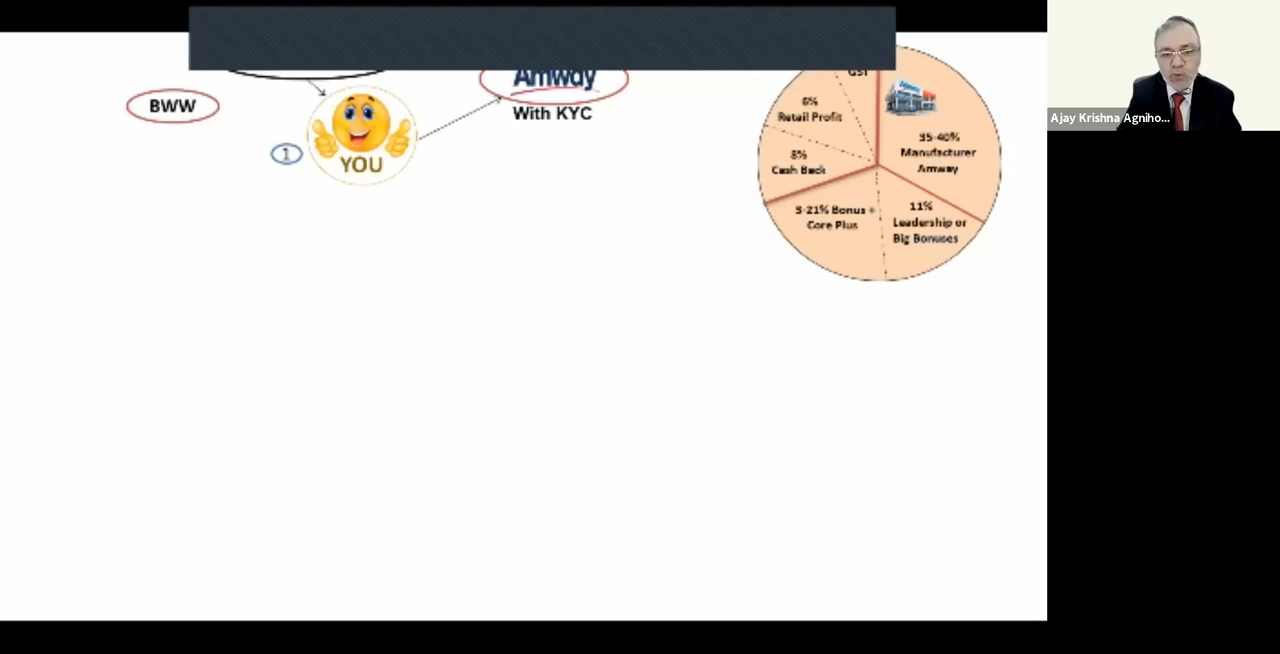 Amway
With KYC
BWW
1
YOU
GST
6%
Retail Profit
8%
Cash Back
35-40%
Manufacturer
Amway
3-21% Bonus +
Core Plus
11%
Leadership or
Big Bonuses
Ajay Krishna Agniho...